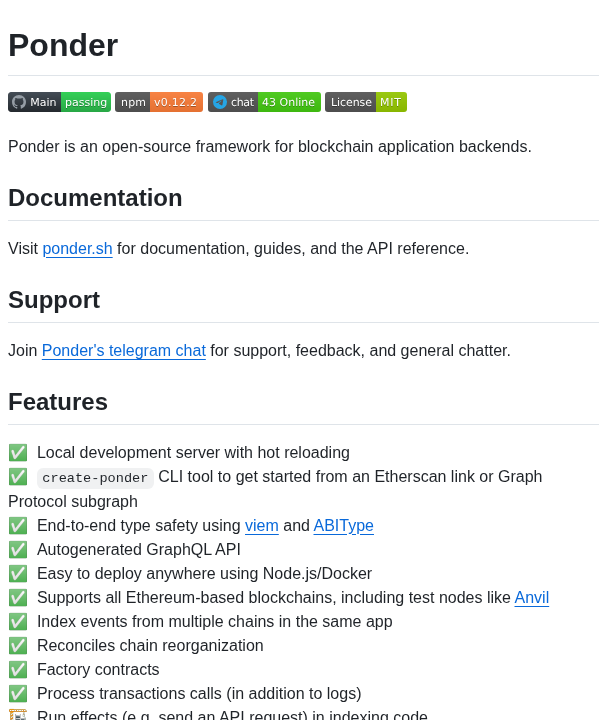 Ponder
Main passing npm v0.12.2 chat 43 Online License MIT
Ponder is an open-source framework for blockchain application backends.
Documentation
Visit ponder.sh for documentation, guides, and the API reference.
Support
Join Ponder's telegram chat for support, feedback, and general chatter.
Features
✅ Local development server with hot reloading
✅ create-ponder CLI tool to get started from an Etherscan link or Graph
Protocol subgraph
✅ End-to-end type safety using viem and ABIType
✅ Autogenerated GraphQL API
✅ Easy to deploy anywhere using Node.js/Docker
✅ Supports all Ethereum-based blockchains, including test nodes like Anvil
✅ Index events from multiple chains in the same app
✅ Reconciles chain reorganization
✅ Factory contracts
✅ Process transactions calls (in addition to logs)
🏗️ Run effects (e.g. send an API request) in indexing code